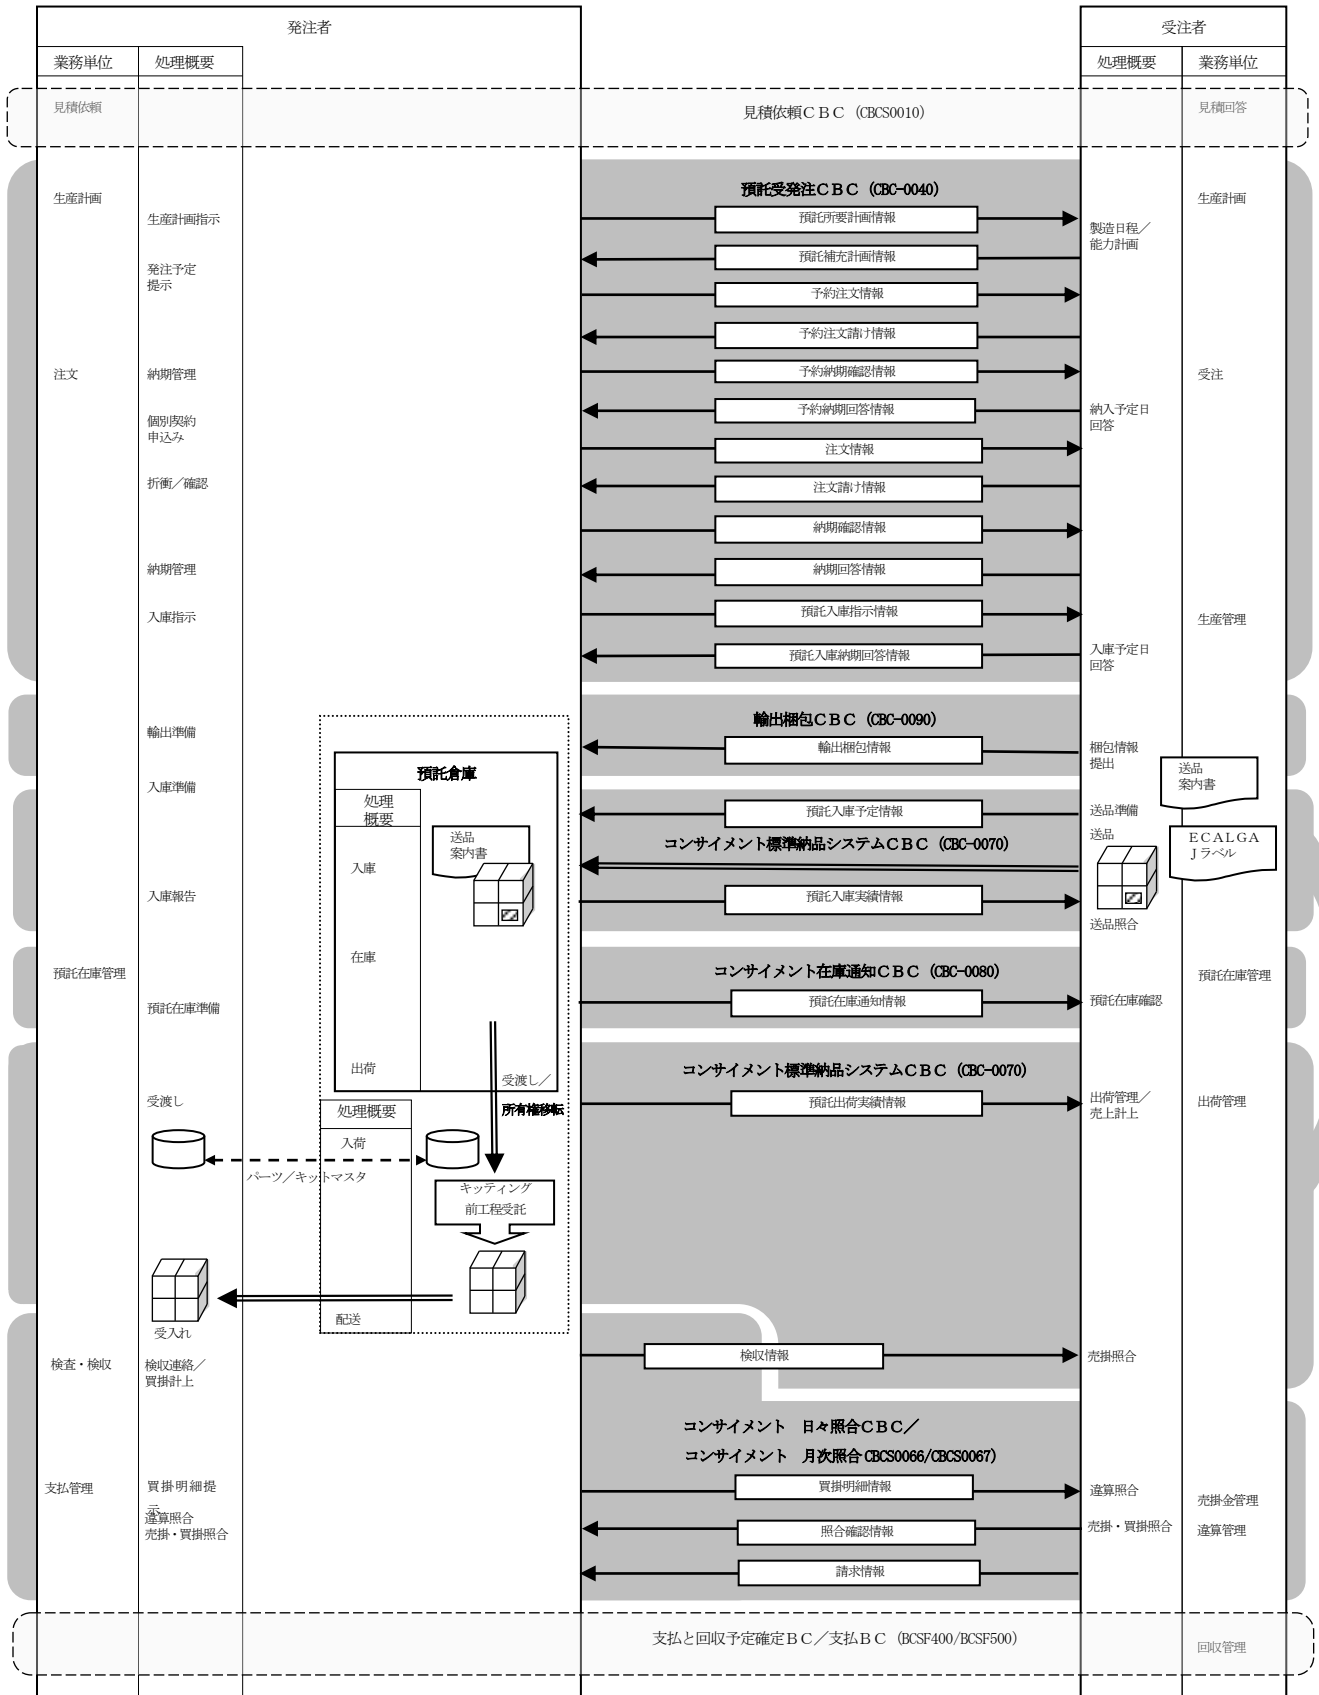 発注者
受注者
業務単位
処理概要
処理概要
業務単位
見積依頼
見積依頼ＣＢＣ（CBCS0010）
見積回答
預託受発注ＣＢＣ（CBC-0040）
生産計画
生産計画
生産計画指示
預託所要計画情報
製造日程／
能力計画
預託補充計画情報
発注予定
提示
予約注文情報
予約注文請け情報
注文
納期管理
予約納期確認情報
受注
予約納期回答情報
納入予定日
回答
個別契約
申込み
注文情報
折衝／確認
注文請け情報
納期確認情報
納期管理
納期回答情報
入庫指示
預託入庫指示情報
生産管理
預託入庫納期回答情報
入庫予定日
回答
輸出梱包ＣＢＣ（CBC-0090）
輸出準備
輸出梱包情報
梱包情報
提出
預託倉庫
送品
案内書
入庫準備
処理
概要
預託入庫予定情報
送品準備
送品
案内書
コンサイメント標準納品システムＣＢＣ（CBC-0070）
送品
ＥＣＡＬＧＡ
Ｊラベル
入庫
入庫報告
預託入庫実績情報
送品照合
在庫
預託在庫管理
コンサイメント在庫通知ＣＢＣ（CBC-0080）
預託在庫管理
預託在庫準備
預託在庫通知情報
預託在庫確認
出荷
コンサイメント標準納品システムＣＢＣ（CBC-0070）
受渡し／
所有権移転
受渡し
処理概要
預託出荷実績情報
出荷管理／
売上計上
出荷管理
入荷
パーツ／キットマスタ
キッティング
前工程受託
配送
受入れ
検査・検収
検収連絡／
買掛計上
検収情報
売掛照合
コンサイメント　日々照合ＣＢＣ／
コンサイメント　月次照合 CBCS0066/CBCS0067）
支払管理
買掛明細提
示
買掛明細情報
違算照合
売掛金管理
違算照合
売掛・買掛照合
照合確認情報
売掛・買掛照合
違算管理
請求情報
支払と回収予定確定ＢＣ／支払ＢＣ（BCSF400/BCSF500）
回収管理